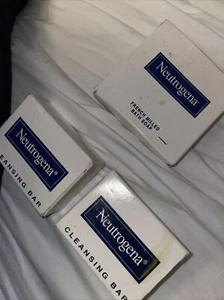 Neutrogena®
FRENCH MILLED
BATH SOAP
Neutrogena®
CLEANSING BAR
Neutrogena®
CLEANSING BAR